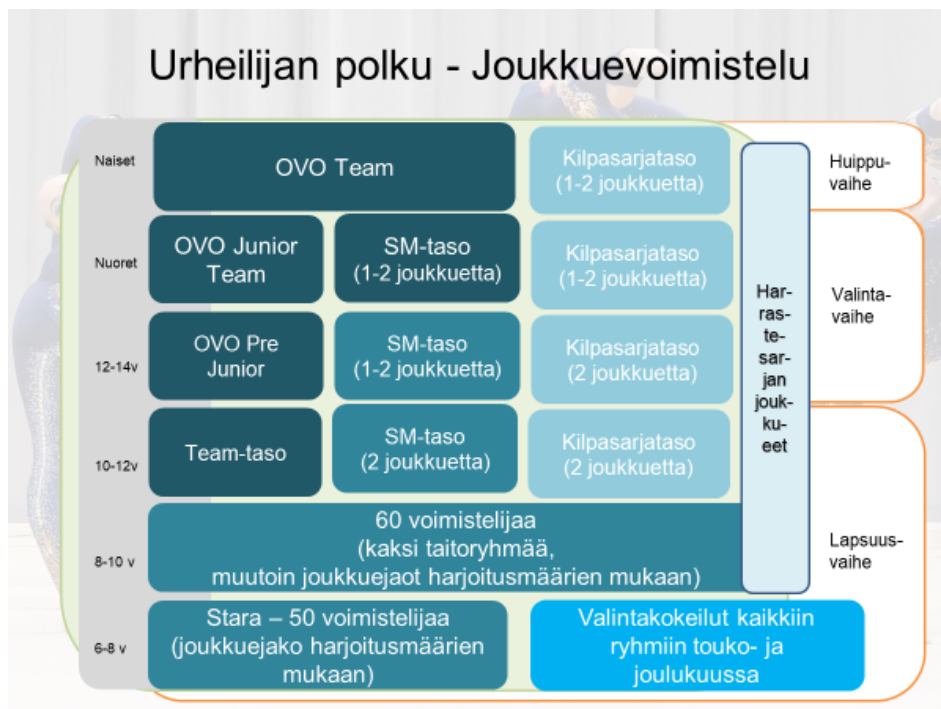 Urheilijan polku - Joukkuevoimistelu
Naiset
OVO Team
Kilpasarjataso
(1-2 joukkuetta)
Huippu-
vaihe
Nuoret
OVO Junior
Team
SM-taso
(1-2 joukkuetta)
Kilpasarjataso
(1-2 joukkuetta)
Har-
ras-
te-
sar-
jan
jouk-
ku-
eet
Valinta-
vaihe
12-14v
OVO Pre
Junior
SM-taso
(1-2 joukkuetta)
Kilpasarjataso
(2 joukkuetta)
10-12v
Team-taso
SM-taso
(2 joukkuetta)
Kilpasarjataso
(2 joukkuetta)
8-10 v
60 voimistelijaa
(kaksi taitoryhmää,
muutoin joukkuejaot harjoitusmäärien mukaan)
Lapsuus-
vaihe
6-8 v
Stara – 50 voimistelijaa
(joukkuejako harjoitusmäärien
mukaan)
Valintakokeilut kaikkiin
ryhmiin touko- ja
joulukuussa